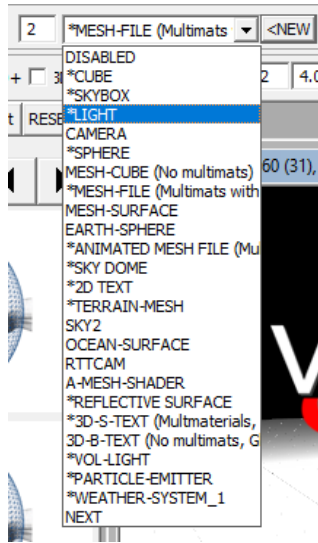 2 *MESH-FILE (Multimats <NEW
DISABLED
*CUBE
*SKYBOX
*LIGHT
CAMERA
*SPHERE
MESH-CUBE (No multimats)
*MESH-FILE (Multimats with
MESH-SURFACE
EARTH-SPHERE
*ANIMATED MESH FILE (Mu
*SKY DOME
*2D TEXT
*TERRAIN-MESH
SKY2
OCEAN-SURFACE
RTTCAM
A-MESH-SHADER
*REFLECTIVE SURFACE
*3D-S-TEXT (Multmaterials,
3D-B-TEXT (No multimats, G
*VOL-LIGHT
*PARTICLE-EMITTER
*WEATHER-SYSTEM_1
NEXT
+ 3
2 4.0
t RESE
60 (31),
V